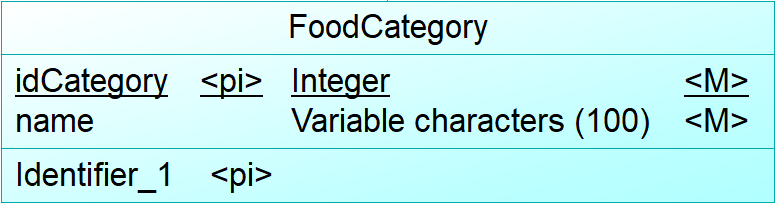 FoodCategory
idCategory <pi> Integer <M>
name Variable characters (100) <M>
Identifier_1 <pi>